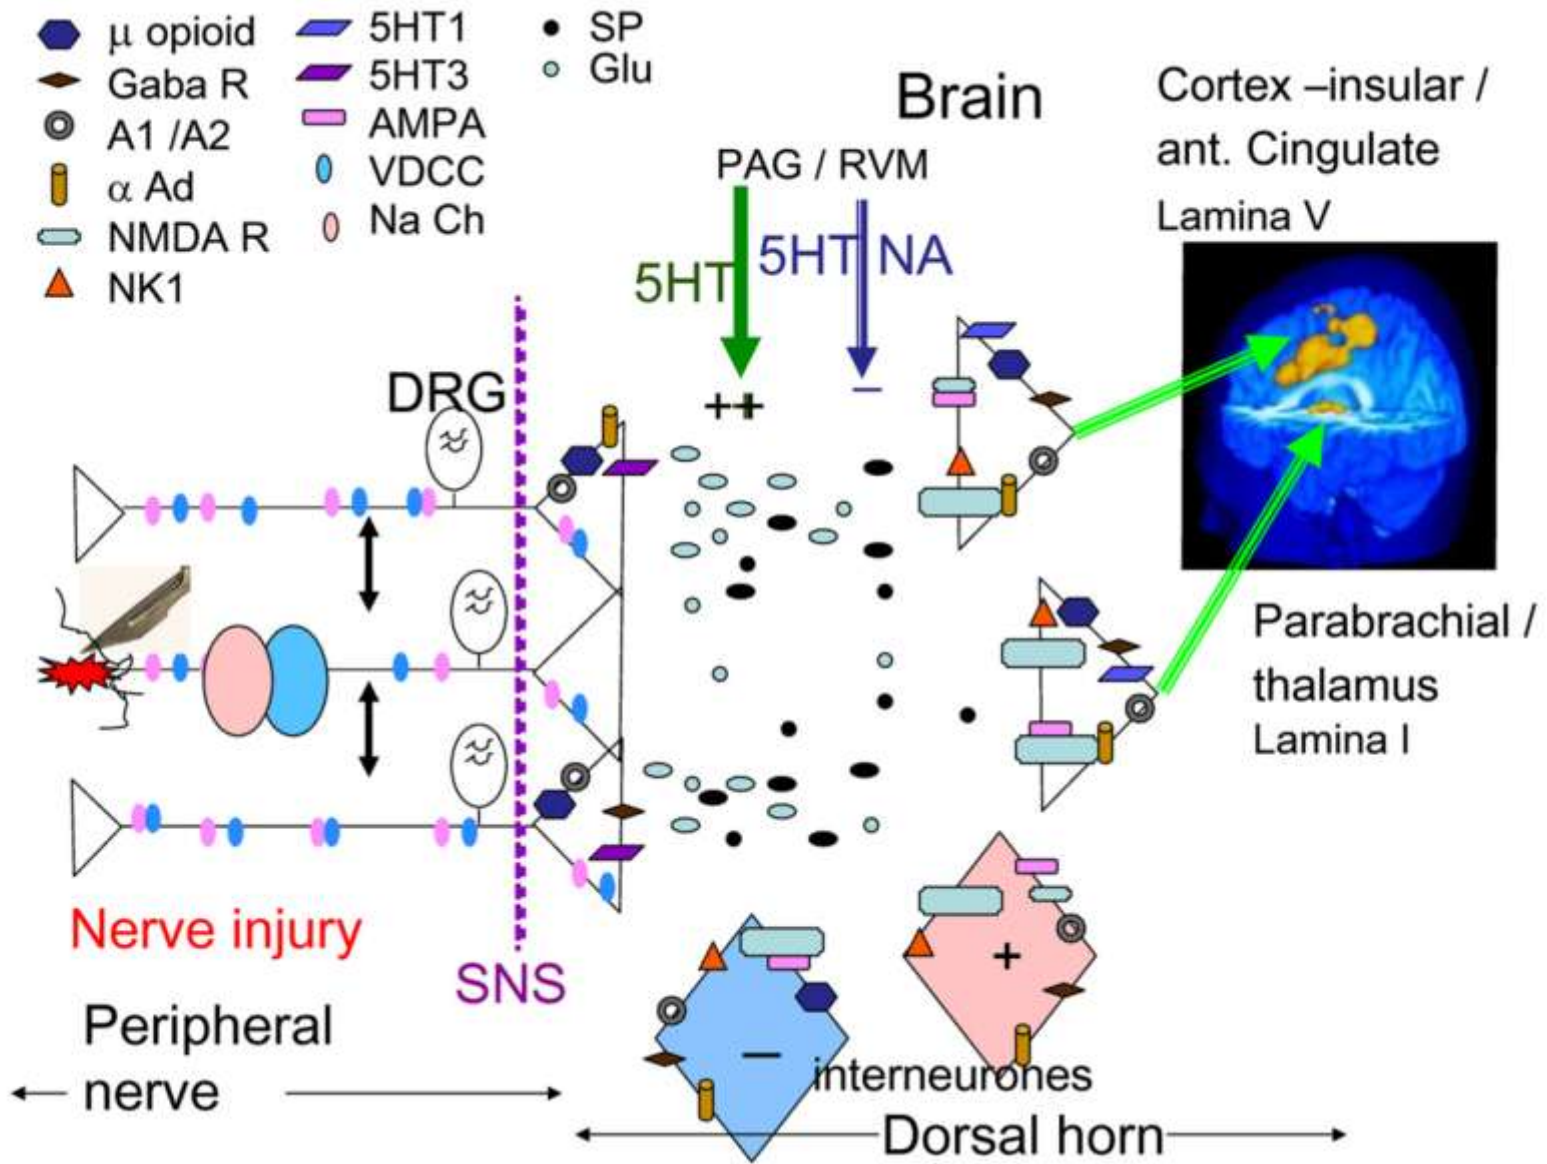 μ opioid
Gaba R
A1 /A2
α Ad
NMDA R
NK1
5HT1
5HT3
AMPA
VDCC
Na Ch
SP
Glu
Brain
PAG / RVM
5HT
5HT NA
++
–
Cortex –insular /
ant. Cingulate
Lamina V
DRG
Parabrachial /
thalamus
Lamina I
Nerve injury
SNS
Peripheral
nerve
+
–
interneurones
Dorsal horn